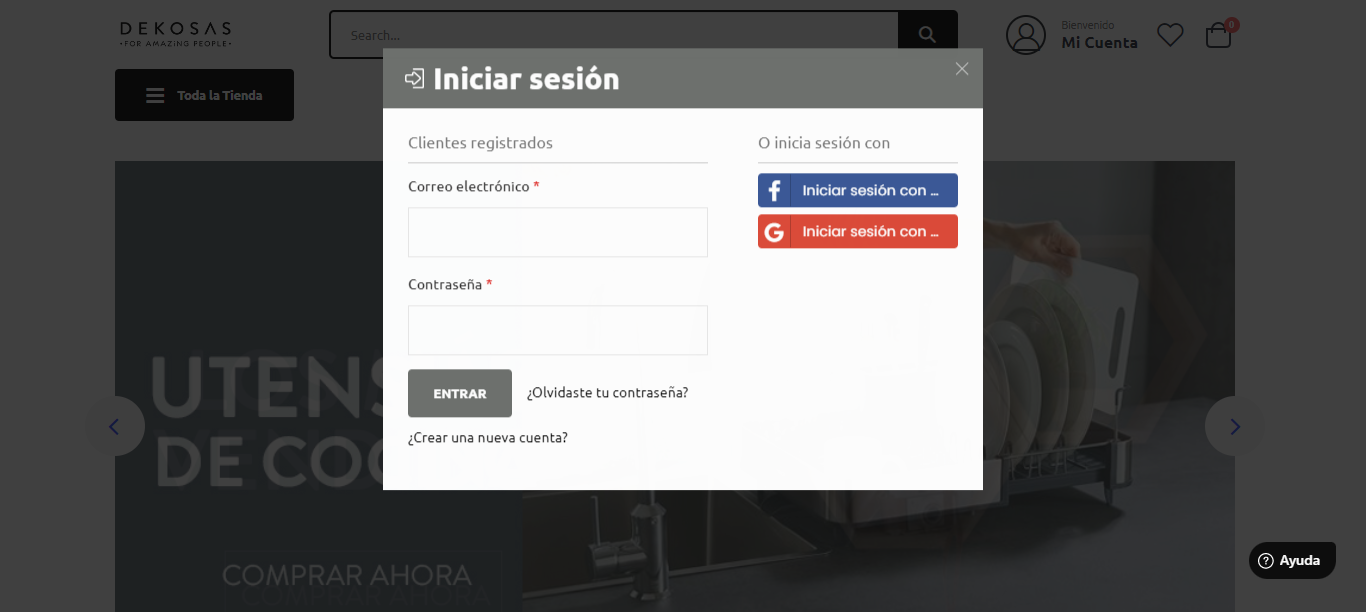 DEKOSAS
•FOR AMAZING PEOPLE•
Search...
Bienvenido
Mi Cuenta
0
Toda la Tienda
Iniciar sesión
Clientes registrados
O inicia sesión con
Correo electrónico *
Iniciar sesión con ...
Iniciar sesión con ...
Contraseña *
ENTRAR
¿Olvidaste tu contraseña?
¿Crear una nueva cuenta?
UTENS
DE COC
COMPRAR AHORA
COMPRAR AHORA
Ayuda